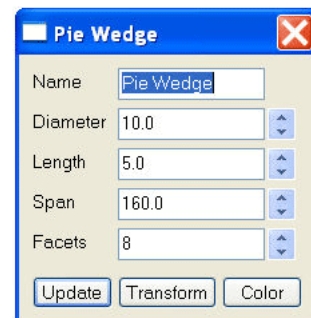 Pie Wedge
Name Pie Wedge
Diameter 10.0
Length 5.0
Span 160.0
Facets 8
Update Transform Color